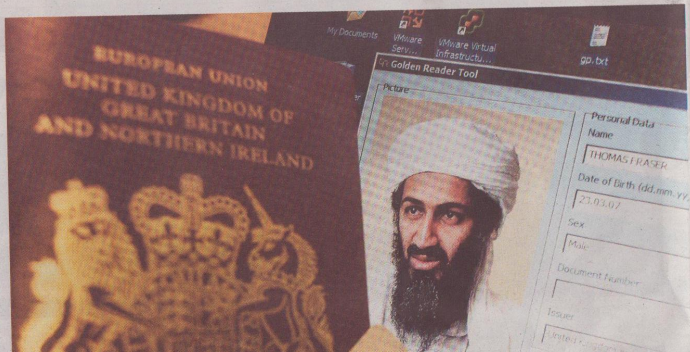 EUROPEAN UNION
UNITED KINGDOM OF
GREAT BRITAIN
AND NORTHERN IRELAND
My Documents
VMware
Serv...
VMware Virtual
Infrastructu...
gp.txt
Golden Reader Tool
Picture
Personal Data
Name
THOMAS FRASER
Date of Birth (dd.mm.yy
23.03.07
Sex
Male
Document Number
Issuer
United